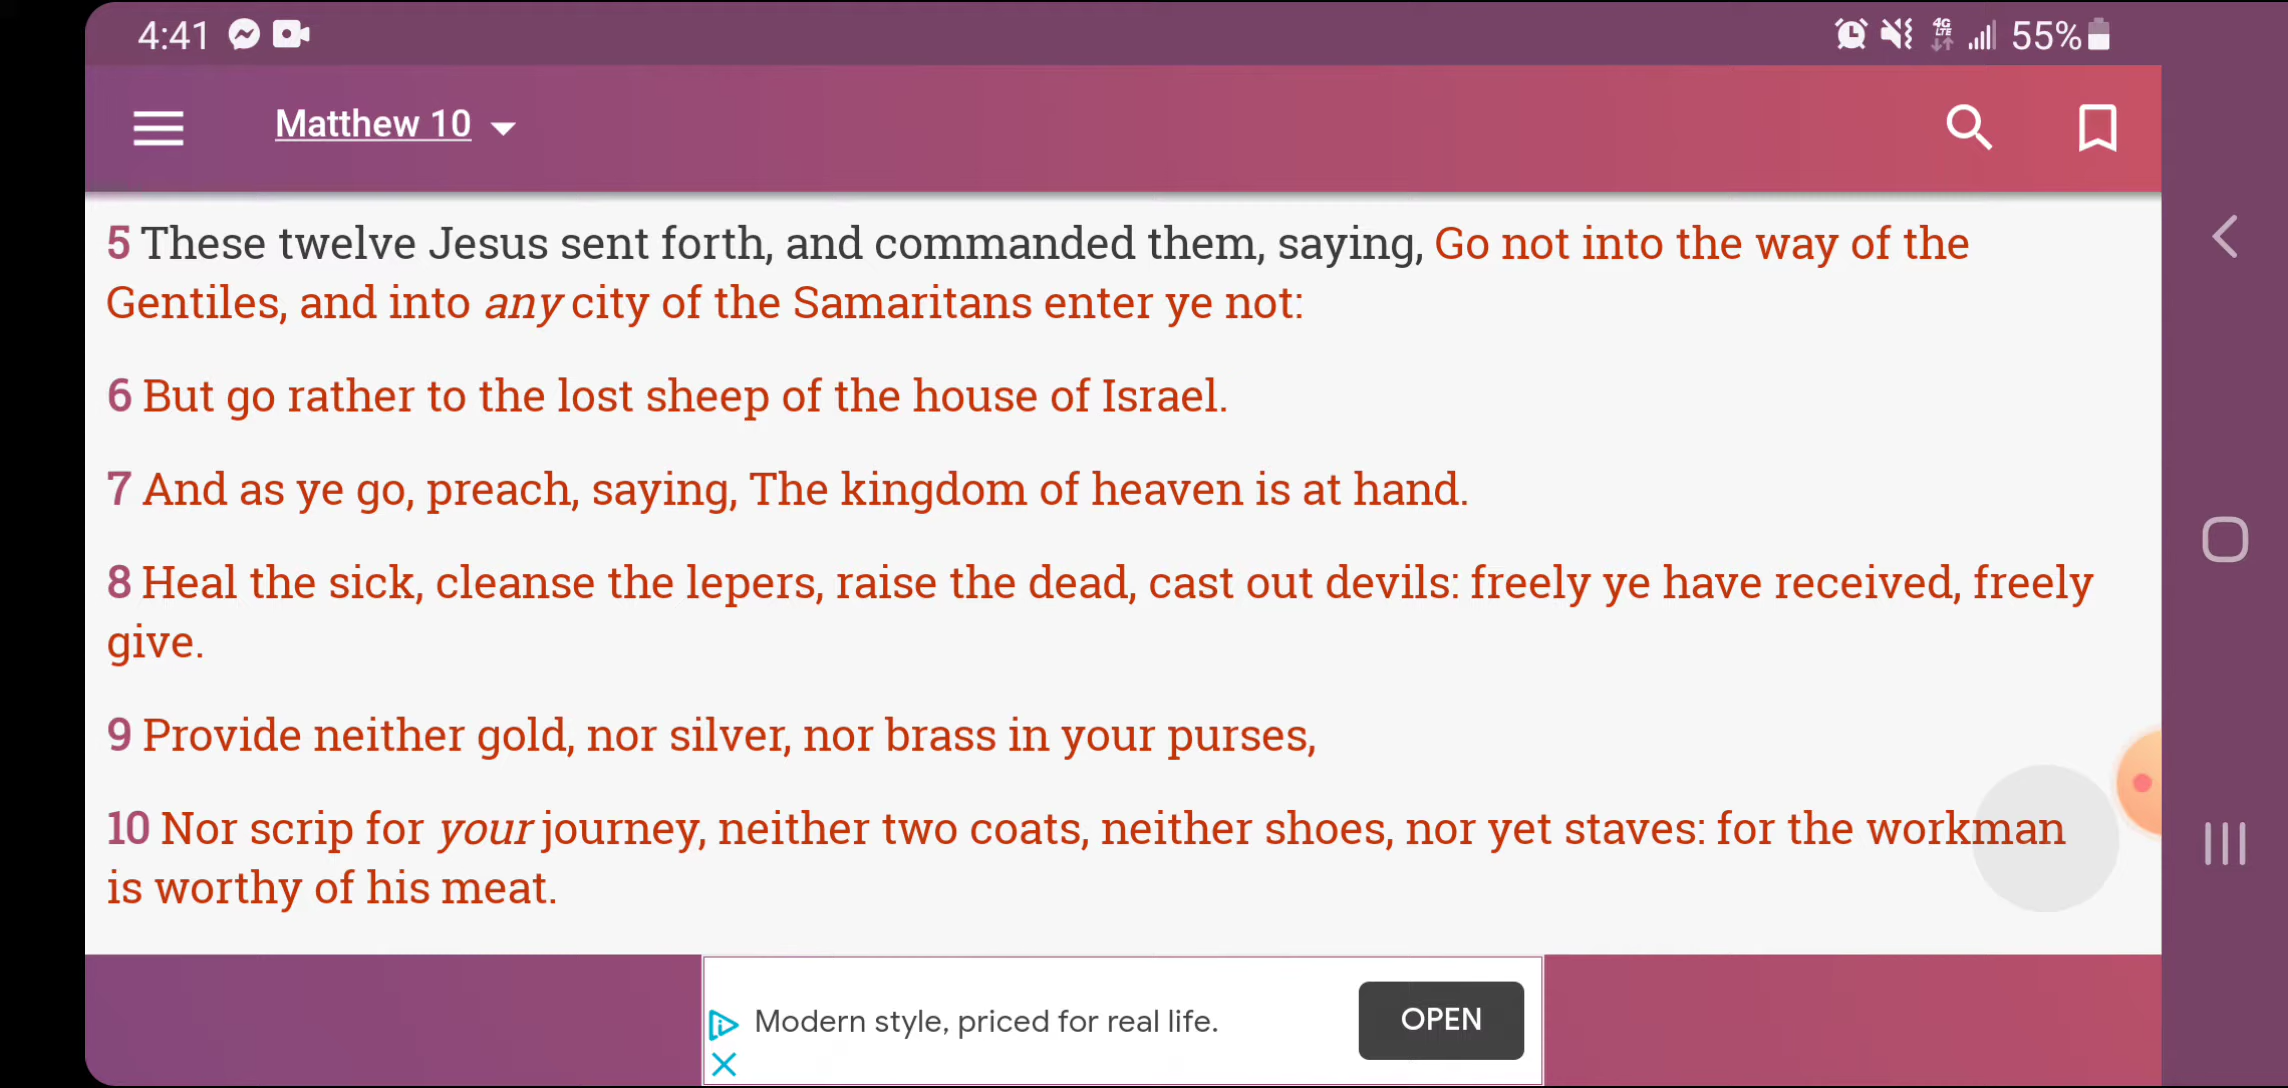 4:41
4G
LTE
55%
Matthew 10
5 These twelve Jesus sent forth, and commanded them, saying, Go not into the way of the
Gentiles, and into any city of the Samaritans enter ye not:
6 But go rather to the lost sheep of the house of Israel.
7 And as ye go, preach, saying, The kingdom of heaven is at hand.
8 Heal the sick, cleanse the lepers, raise the dead, cast out devils: freely ye have received, freely
give.
9 Provide neither gold, nor silver, nor brass in your purses,
10 Nor scrip for your journey, neither two coats, neither shoes, nor yet staves: for the workman
is worthy of his meat.
Modern style, priced for real life.
OPEN